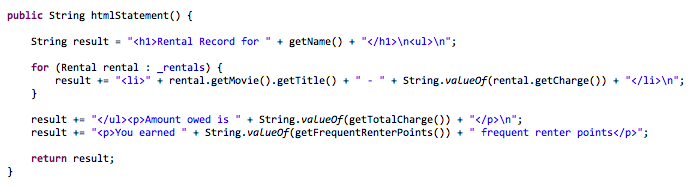 public String htmlStatement() {
String result = "<h1>Rental Record for " + getName() + "</h1>\n<ul>\n";
for (Rental rental : _rentals) {
result += "<li>" + rental.getMovie().getTitle() + " - " + String.valueOf(rental.getCharge()) + "</li>\n";
}
result += "</ul><p>Amount owed is " + String.valueOf(getTotalCharge()) + "</p>\n";
result += "<p>You earned " + String.valueOf(getFrequentRenterPoints()) + " frequent renter points</p>";
return result;
}